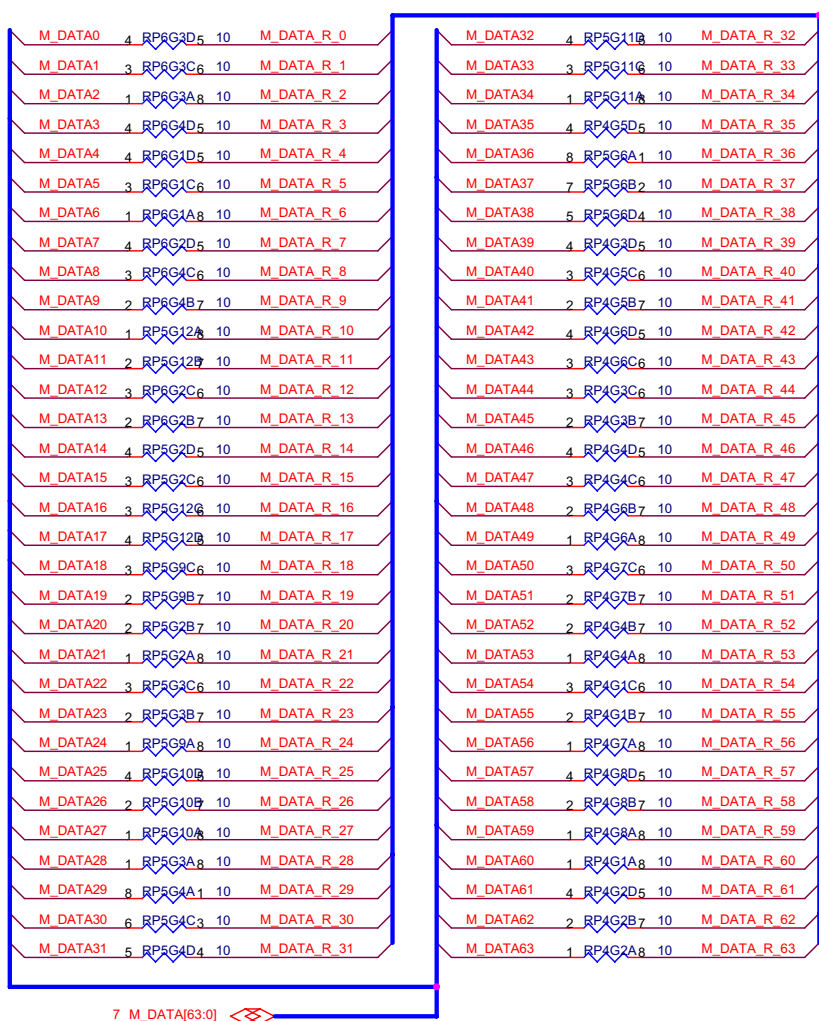 M_DATA0 4 RP6G3D 5 10 M_DATA_R_0
M_DATA1 3 RP6G3C 6 10 M_DATA_R_1
M_DATA2 1 RP6G3A 8 10 M_DATA_R_2
M_DATA3 4 RP6G4D 5 10 M_DATA_R_3
M_DATA4 4 RP6G1D 5 10 M_DATA_R_4
M_DATA5 3 RP6G1C 6 10 M_DATA_R_5
M_DATA6 1 RP6G1A 8 10 M_DATA_R_6
M_DATA7 4 RP6G2D 5 10 M_DATA_R_7
M_DATA8 3 RP6G4C 6 10 M_DATA_R_8
M_DATA9 2 RP6G4B 7 10 M_DATA_R_9
M_DATA10 1 RP5G12A 8 10 M_DATA_R_10
M_DATA11 2 RP5G12B 7 10 M_DATA_R_11
M_DATA12 3 RP6G2C 6 10 M_DATA_R_12
M_DATA13 2 RP6G2B 7 10 M_DATA_R_13
M_DATA14 4 RP5G2D 5 10 M_DATA_R_14
M_DATA15 3 RP5G2C 6 10 M_DATA_R_15
M_DATA16 3 RP5G12C 6 10 M_DATA_R_16
M_DATA17 4 RP5G12D 5 10 M_DATA_R_17
M_DATA18 3 RP5G9C 6 10 M_DATA_R_18
M_DATA19 2 RP5G9B 7 10 M_DATA_R_19
M_DATA20 2 RP5G2B 7 10 M_DATA_R_20
M_DATA21 1 RP5G2A 8 10 M_DATA_R_21
M_DATA22 3 RP5G3C 6 10 M_DATA_R_22
M_DATA23 2 RP5G3B 7 10 M_DATA_R_23
M_DATA24 1 RP5G9A 8 10 M_DATA_R_24
M_DATA25 4 RP5G10D 5 10 M_DATA_R_25
M_DATA26 2 RP5G10B 7 10 M_DATA_R_26
M_DATA27 1 RP5G10A 8 10 M_DATA_R_27
M_DATA28 1 RP5G3A 8 10 M_DATA_R_28
M_DATA29 8 RP5G4A 1 10 M_DATA_R_29
M_DATA30 6 RP5G4C 3 10 M_DATA_R_30
M_DATA31 5 RP5G4D 4 10 M_DATA_R_31
M_DATA32 4 RP5G11D 5 10 M_DATA_R_32
M_DATA33 3 RP5G11C 6 10 M_DATA_R_33
M_DATA34 1 RP5G11A 8 10 M_DATA_R_34
M_DATA35 4 RP4G5D 5 10 M_DATA_R_35
M_DATA36 8 RP5G6A 1 10 M_DATA_R_36
M_DATA37 7 RP5G6B 2 10 M_DATA_R_37
M_DATA38 5 RP5G6D 4 10 M_DATA_R_38
M_DATA39 4 RP4G3D 5 10 M_DATA_R_39
M_DATA40 3 RP4G5C 6 10 M_DATA_R_40
M_DATA41 2 RP4G5B 7 10 M_DATA_R_41
M_DATA42 4 RP4G6D 5 10 M_DATA_R_42
M_DATA43 3 RP4G6C 6 10 M_DATA_R_43
M_DATA44 3 RP4G3C 6 10 M_DATA_R_44
M_DATA45 2 RP4G3B 7 10 M_DATA_R_45
M_DATA46 4 RP4G4D 5 10 M_DATA_R_46
M_DATA47 3 RP4G4C 6 10 M_DATA_R_47
M_DATA48 2 RP4G6B 7 10 M_DATA_R_48
M_DATA49 1 RP4G6A 8 10 M_DATA_R_49
M_DATA50 3 RP4G7C 6 10 M_DATA_R_50
M_DATA51 2 RP4G7B 7 10 M_DATA_R_51
M_DATA52 2 RP4G4B 7 10 M_DATA_R_52
M_DATA53 1 RP4G4A 8 10 M_DATA_R_53
M_DATA54 3 RP4G1C 6 10 M_DATA_R_54
M_DATA55 2 RP4G1B 7 10 M_DATA_R_55
M_DATA56 1 RP4G7A 8 10 M_DATA_R_56
M_DATA57 4 RP4G8D 5 10 M_DATA_R_57
M_DATA58 2 RP4G8B 7 10 M_DATA_R_58
M_DATA59 1 RP4G8A 8 10 M_DATA_R_59
M_DATA60 1 RP4G1A 8 10 M_DATA_R_60
M_DATA61 4 RP4G2D 5 10 M_DATA_R_61
M_DATA62 2 RP4G2B 7 10 M_DATA_R_62
M_DATA63 1 RP4G2A 8 10 M_DATA_R_63
7 M_DATA[63:0]